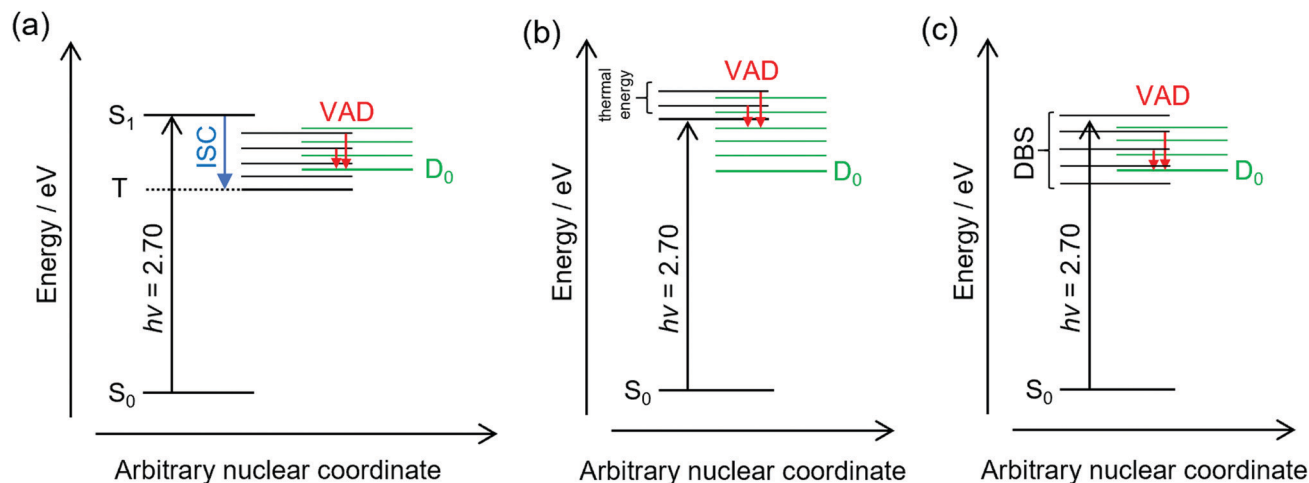 (a)
Energy / eV
S₁
T
S₀
hν = 2.70
ISC
VAD
D₀
Arbitrary nuclear coordinate
(b)
Energy / eV
thermal
energy
VAD
D₀
hν = 2.70
S₀
Arbitrary nuclear coordinate
(c)
Energy / eV
DBS
VAD
D₀
hν = 2.70
S₀
Arbitrary nuclear coordinate